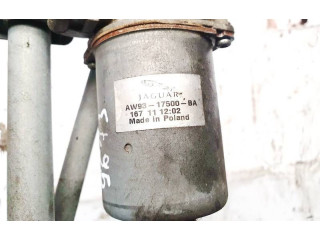 JAGUAR
AW93-17500-BA
167 11 12:02
Made in Poland